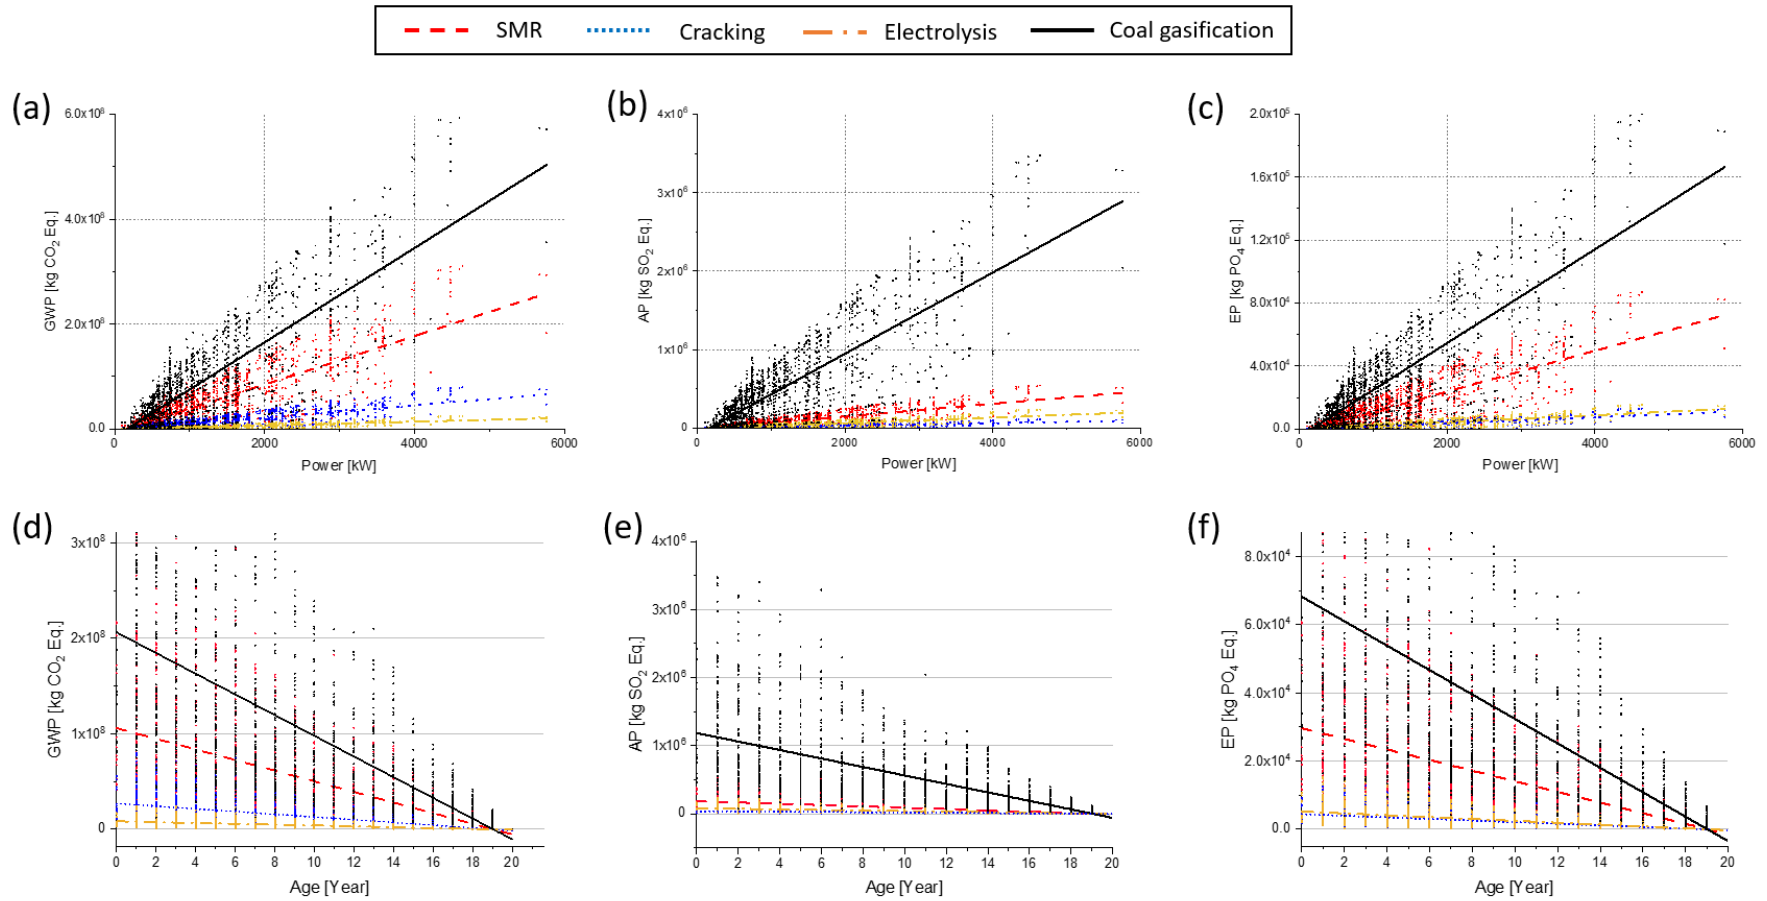 SMR Cracking Electrolysis Coal gasification
(a)
6.0x10⁸
4.0x10⁸
2.0x10⁸
0.0
GWP [kg CO₂ Eq.]
2000 4000 6000
Power [kW]
(b)
4x10⁶
3x10⁶
2x10⁶
1x10⁶
0
AP [kg SO₂ Eq.]
0 2000 4000 6000
Power [kW]
(c)
2.0x10⁵
1.6x10⁵
1.2x10⁵
8.0x10⁴
4.0x10⁴
0.0
EP [kg PO₄ Eq.]
0 2000 4000 6000
Power [kW]
(d)
3x10⁸
2x10⁸
1x10⁸
0
GWP [kg CO₂ Eq.]
0 2 4 6 8 10 12 14 16 18 20
Age [Year]
(e)
4x10⁶
3x10⁶
2x10⁶
1x10⁶
0
AP [kg SO₂ Eq.]
0 2 4 6 8 10 12 14 16 18 20
Age [Year]
(f)
8.0x10⁴
6.0x10⁴
4.0x10⁴
2.0x10⁴
0.0
EP [kg PO₄ Eq.]
0 2 4 6 8 10 12 14 16 18 20
Age [Year]